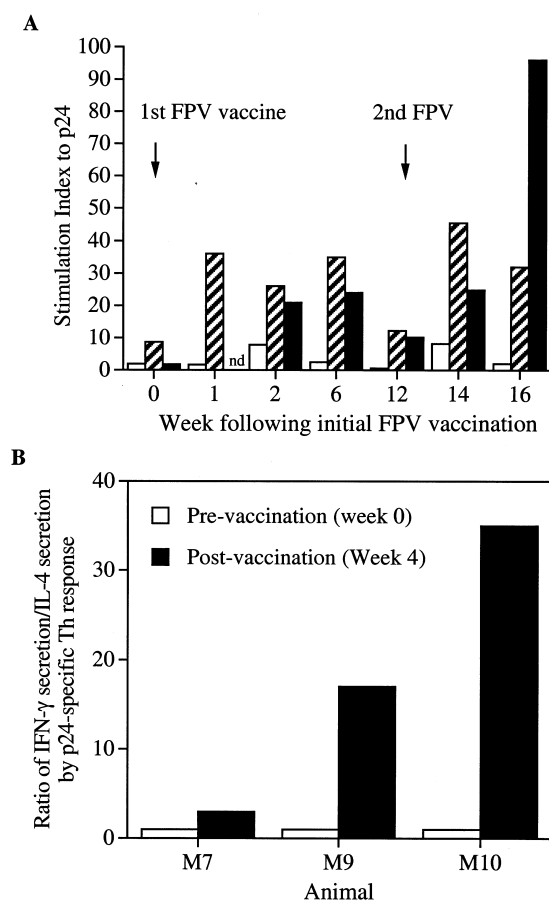 A
100
90
80
70
60
50
40
30
20
10
0
Stimulation Index to p24
1st FPV vaccine
2nd FPV
nd
0 1 2 6 12 14 16
Week following initial FPV vaccination
B
40
30
20
10
0
Ratio of IFN-γ secretion/IL-4 secretion
by p24-specific Th response
Pre-vaccination (week 0)
Post-vaccination (Week 4)
M7 M9 M10
Animal